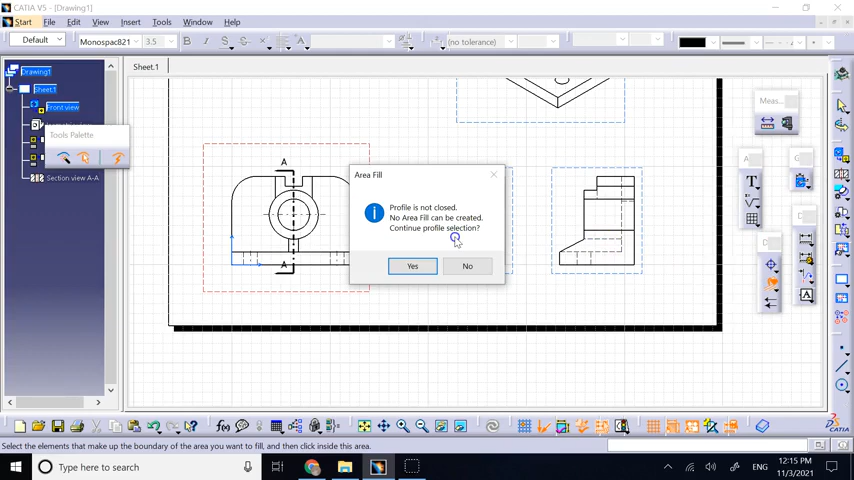 CATIA V5 - [Drawing1]
Start File Edit View Insert Tools Window Help
Default Monospac821 3.5 B I S S (no tolerance)
Drawing1
Sheet.1
Front view
Tools Palette
Section view A-A
Sheet.1
A
A
Area Fill
Profile is not closed.
No Area Fill can be created.
Continue profile selection?
Yes No
Meas...
A
G
D
D
T
A
CATIA
Select the elements that make up the boundary of the area you want to fill, and then click inside this area.
Type here to search
ENG
12:15 PM
11/3/2021